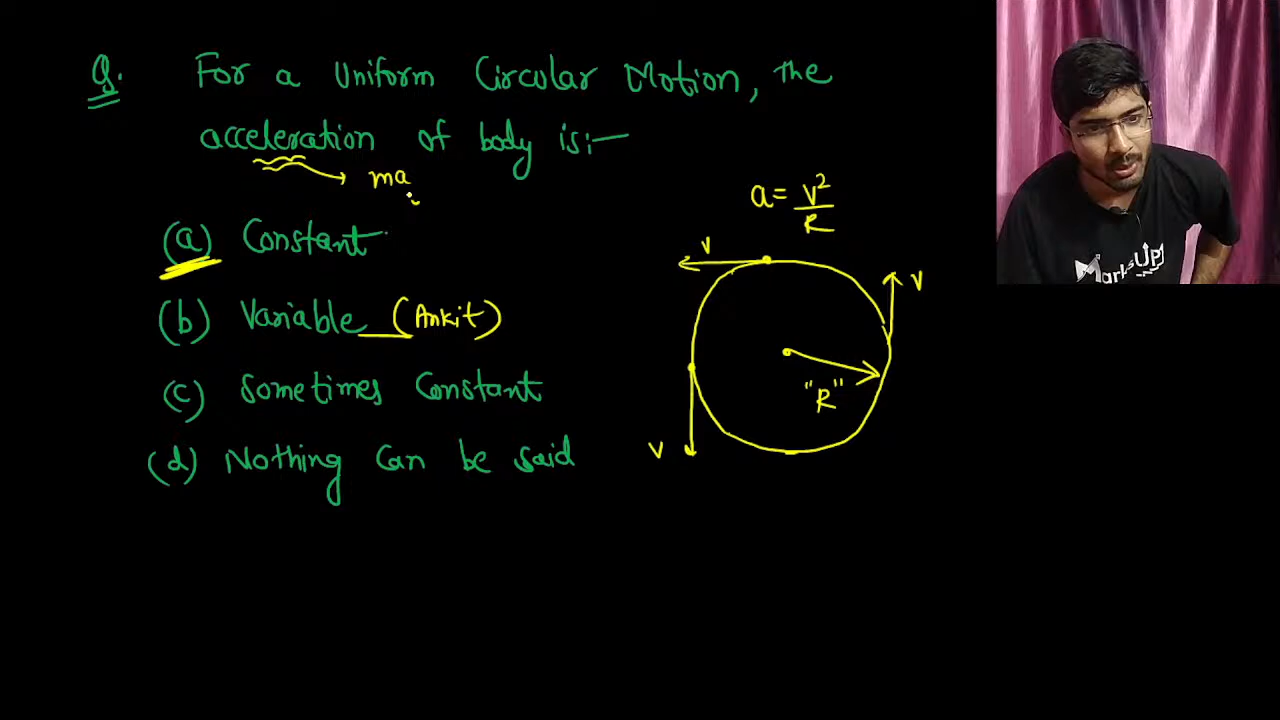 Q. For a Uniform Circular Motion, the
acceleration of body is:—
ma
(a) Constant
(b) Variable (Ankit)
(c) Sometimes Constant
(d) Nothing Can be said
a = V²/R
V
V
"R"
V
MarksUp